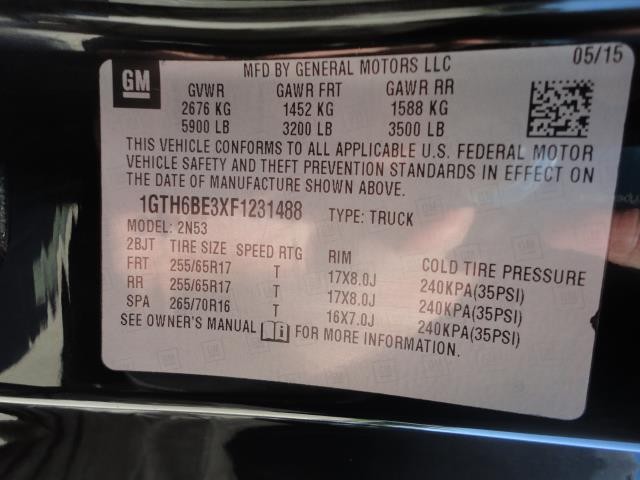 GM
MFD BY GENERAL MOTORS LLC 05/15
GVWR GAWR FRT GAWR RR
2676 KG 1452 KG 1588 KG
5900 LB 3200 LB 3500 LB
THIS VEHICLE CONFORMS TO ALL APPLICABLE U.S. FEDERAL MOTOR
VEHICLE SAFETY AND THEFT PREVENTION STANDARDS IN EFFECT ON
THE DATE OF MANUFACTURE SHOWN ABOVE.
1GTH6BE3XF1231488 TYPE: TRUCK
MODEL: 2N53
2BJT TIRE SIZE SPEED RTG RIM COLD TIRE PRESSURE
FRT 255/65R17 T 17X8.0J 240KPA(35PSI)
RR 255/65R17 T 17X8.0J 240KPA(35PSI)
SPA 265/70R16 T 16X7.0J 240KPA(35PSI)
SEE OWNER'S MANUAL FOR MORE INFORMATION.